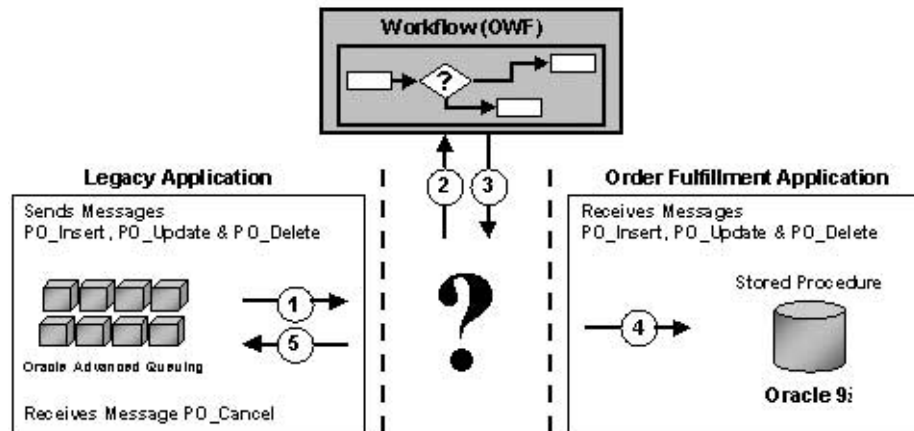 Workflow (OWF)
?
2
3
Legacy Application
Sends Messages
PO_Insert, PO_Update & PO_Delete
1
5
Oracle Advanced Queuing
Receives Message PO_Cancel
?
Order Fulfillment Application
Receives Messages
PO_Insert, PO_Update & PO_Delete
Stored Procedure
4
Oracle 9i